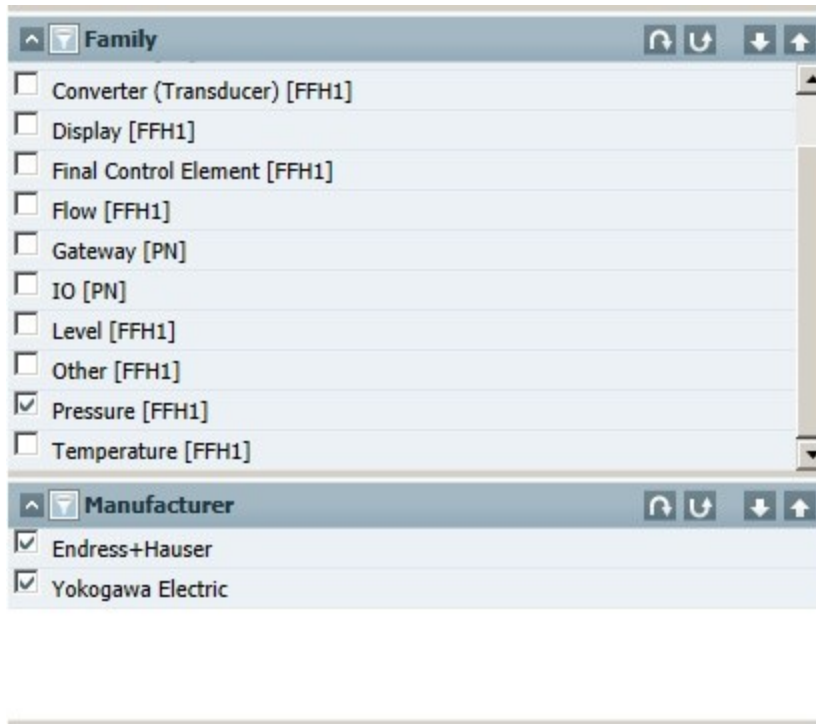 Family
Converter (Transducer) [FFH1]
Display [FFH1]
Final Control Element [FFH1]
Flow [FFH1]
Gateway [PN]
IO [PN]
Level [FFH1]
Other [FFH1]
Pressure [FFH1]
Temperature [FFH1]
Manufacturer
Endress+Hauser
Yokogawa Electric